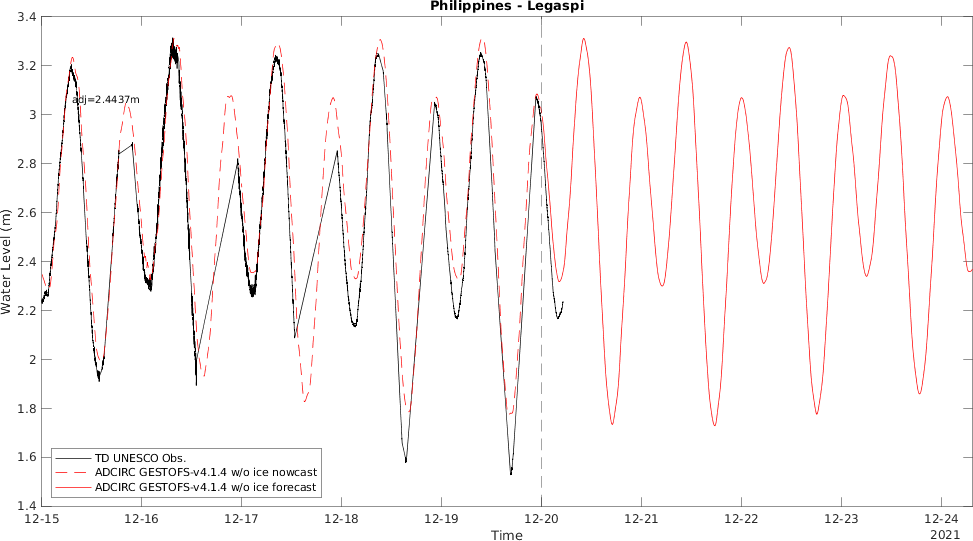 Philippines - Legaspi
3.4
3.2
3
2.8
2.6
2.4
2.2
2
1.8
1.6
1.4
Water Level (m)
adj=2.4437m
TD UNESCO Obs.
ADCIRC GESTOFS-v4.1.4 w/o ice nowcast
ADCIRC GESTOFS-v4.1.4 w/o ice forecast
12-15 12-16 12-17 12-18 12-19 12-20 12-21 12-22 12-23 12-24
Time
2021